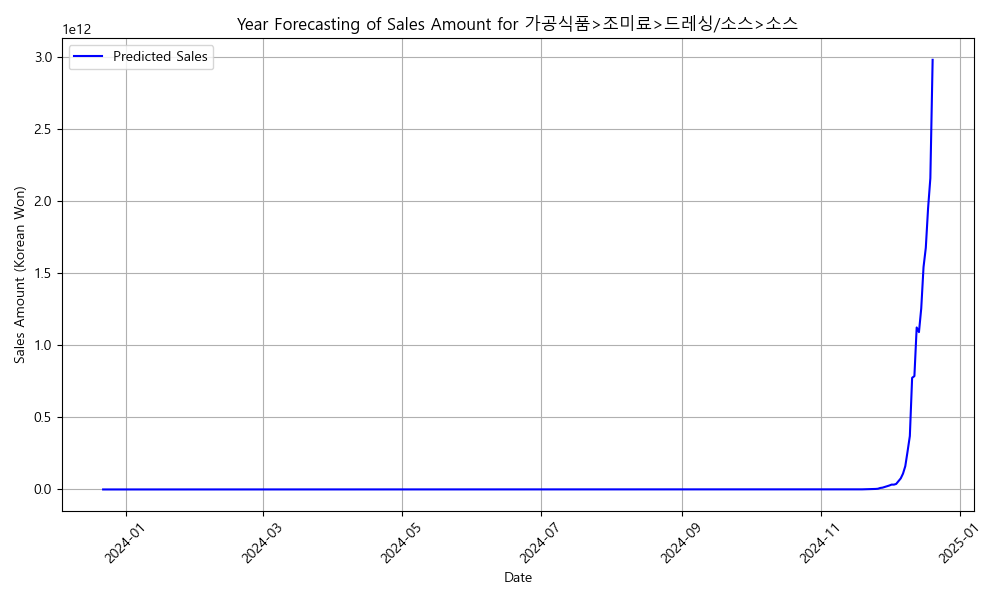 Year Forecasting of Sales Amount for 가공식품>조미료>드레싱/소스>소스
1e12
Predicted Sales
3.0
2.5
2.0
1.5
1.0
0.5
0.0
Sales Amount (Korean Won)
2024-01
2024-03
2024-05
2024-07
2024-09
2024-11
2025-01
Date